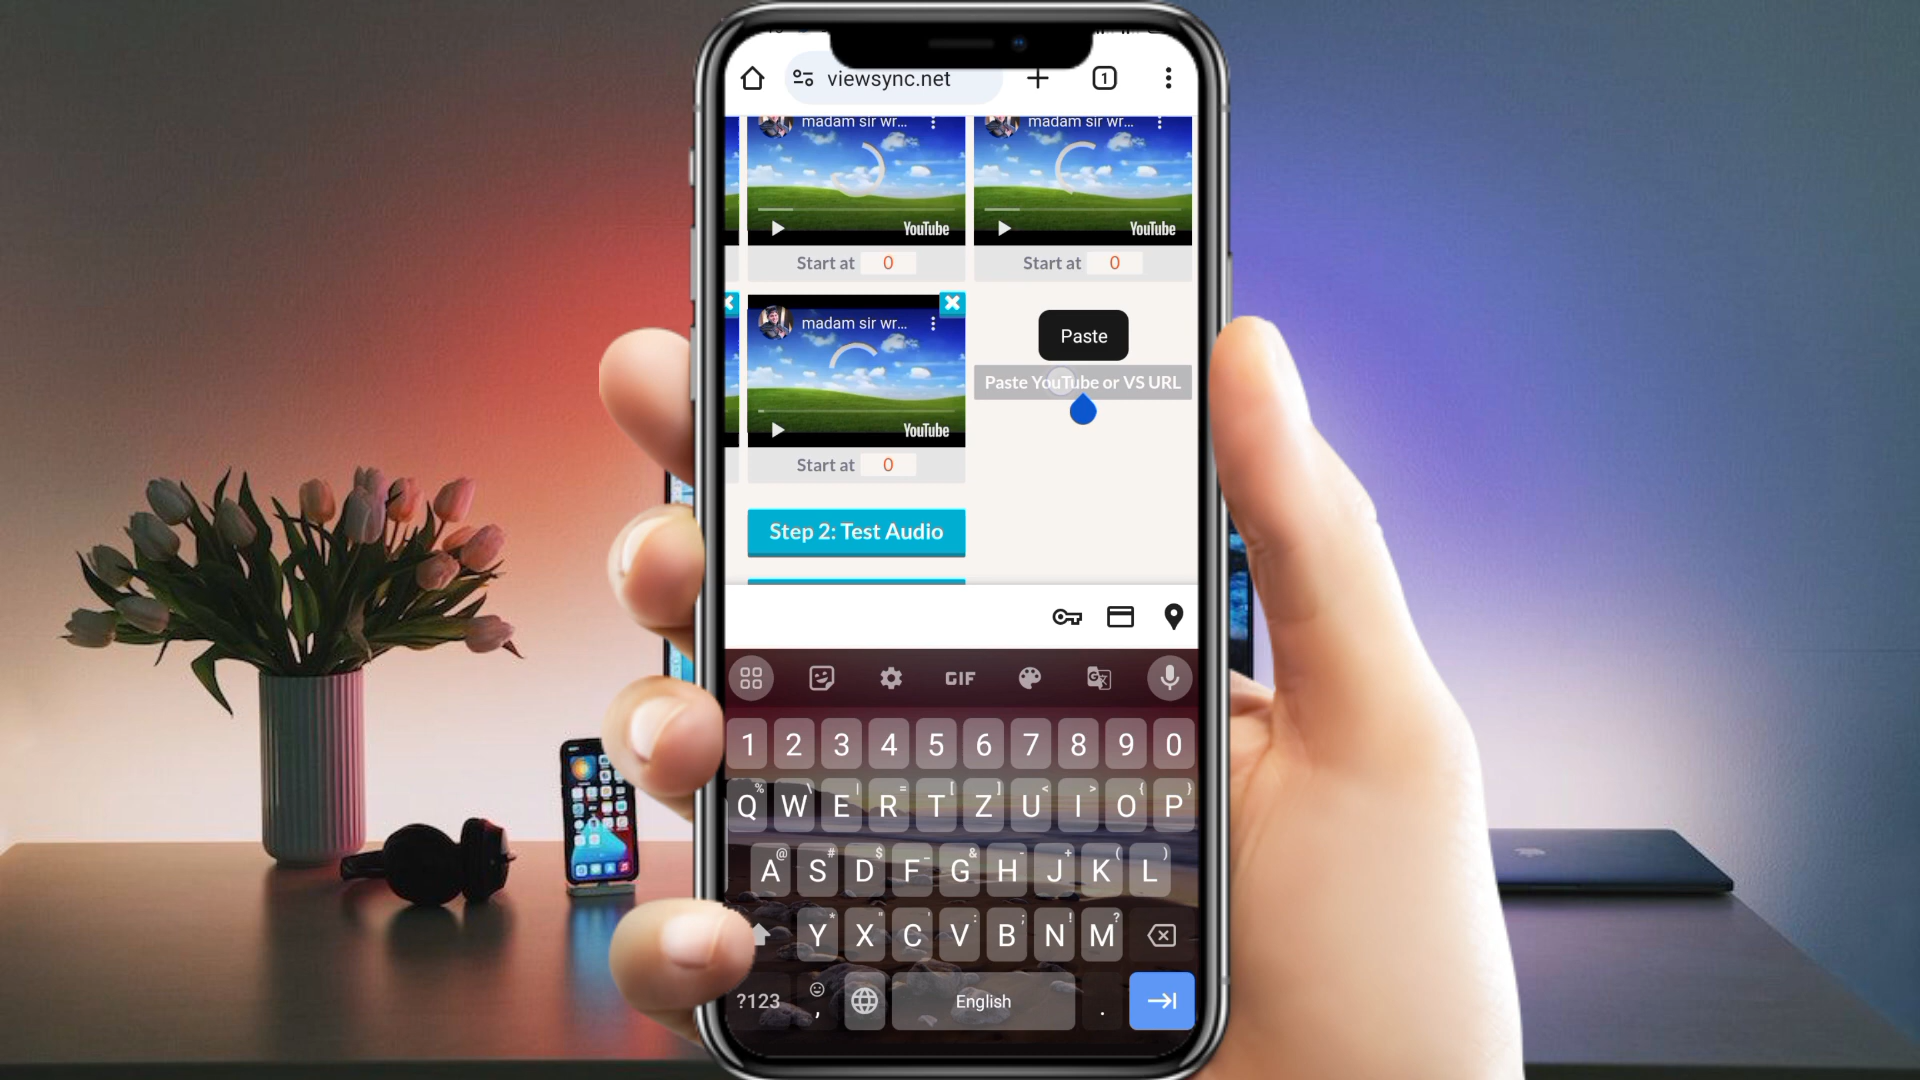 viewsync.net
1
madam sir wr...
madam sir wr...
YouTube
YouTube
Start at 0
Start at 0
madam sir wr...
Paste
Paste YouTube or VS URL
YouTube
Start at 0
Step 2: Test Audio
GIF
1 2 3 4 5 6 7 8 9 0
Q W E R T Z U I O P
A S D F G H J K L
Y X C V B N M
?123 , English .